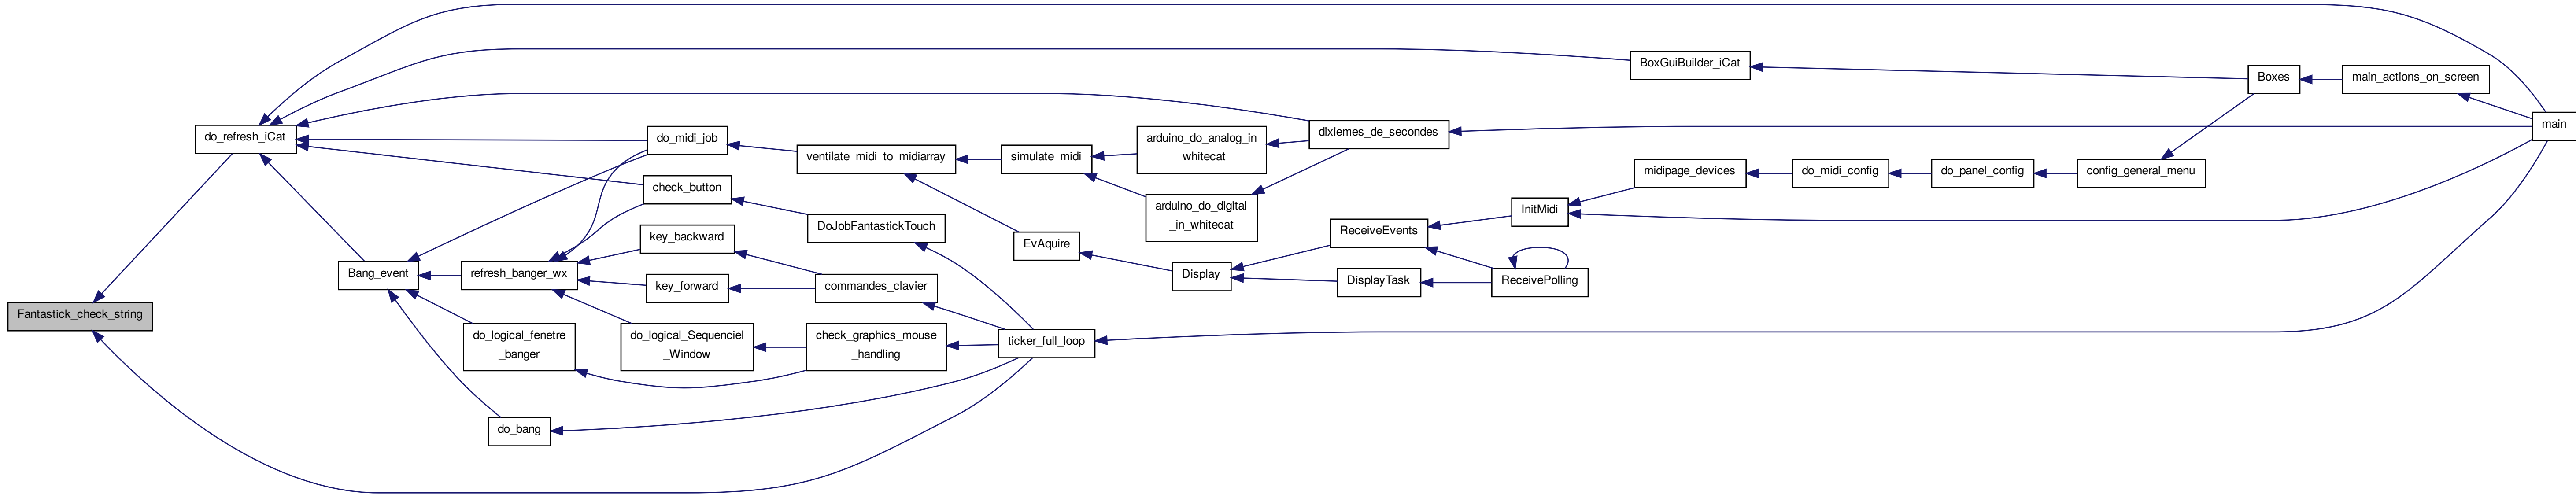 Fantastick_check_string
do_refresh_iCat
Bang_event
do_midi_job
check_button
key_backward
refresh_banger_wx
key_forward
do_logical_fenetre
_banger
do_logical_Sequenciel
_Window
do_bang
ventilate_midi_to_midiarray
DoJobFantastickTouch
commandes_clavier
check_graphics_mouse
_handling
simulate_midi
EvAquire
ticker_full_loop
arduino_do_analog_in
_whitecat
arduino_do_digital
_in_whitecat
Display
dixiemes_de_secondes
ReceiveEvents
DisplayTask
InitMidi
ReceivePolling
BoxGuiBuilder_iCat
midipage_devices
do_midi_config
do_panel_config
config_general_menu
Boxes
main_actions_on_screen
main